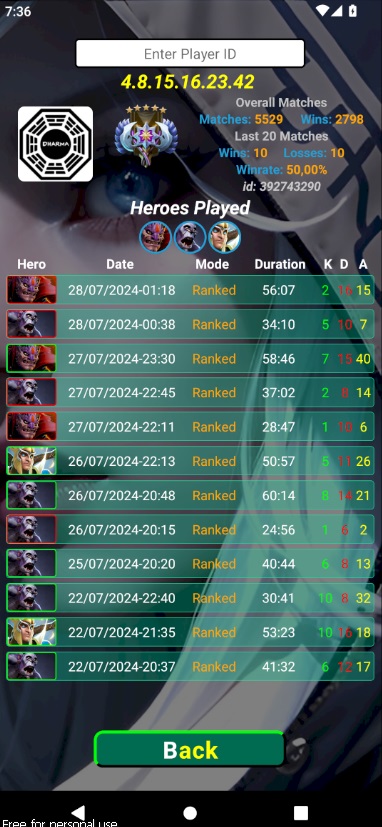 7:36
Enter Player ID
4.8.15.16.23.42
DHARMA
Overall Matches
Matches: 5529 Wins: 2798
Last 20 Matches
Wins: 10 Losses: 10
Winrate: 50,00%
id: 392743290
Heroes Played
Hero Date Mode Duration K D A
28/07/2024-01:18 Ranked 56:07 2 16 15
28/07/2024-00:38 Ranked 34:10 5 10 7
27/07/2024-23:30 Ranked 58:46 7 15 40
27/07/2024-22:45 Ranked 37:02 2 8 14
27/07/2024-22:11 Ranked 28:47 1 10 6
26/07/2024-22:13 Ranked 50:57 5 11 26
26/07/2024-20:48 Ranked 60:14 8 14 21
26/07/2024-20:15 Ranked 24:56 1 6 2
25/07/2024-20:20 Ranked 40:44 6 8 13
22/07/2024-22:40 Ranked 30:41 10 8 32
22/07/2024-21:35 Ranked 53:23 10 16 18
22/07/2024-20:37 Ranked 41:32 6 12 17
Back
Free for personal use